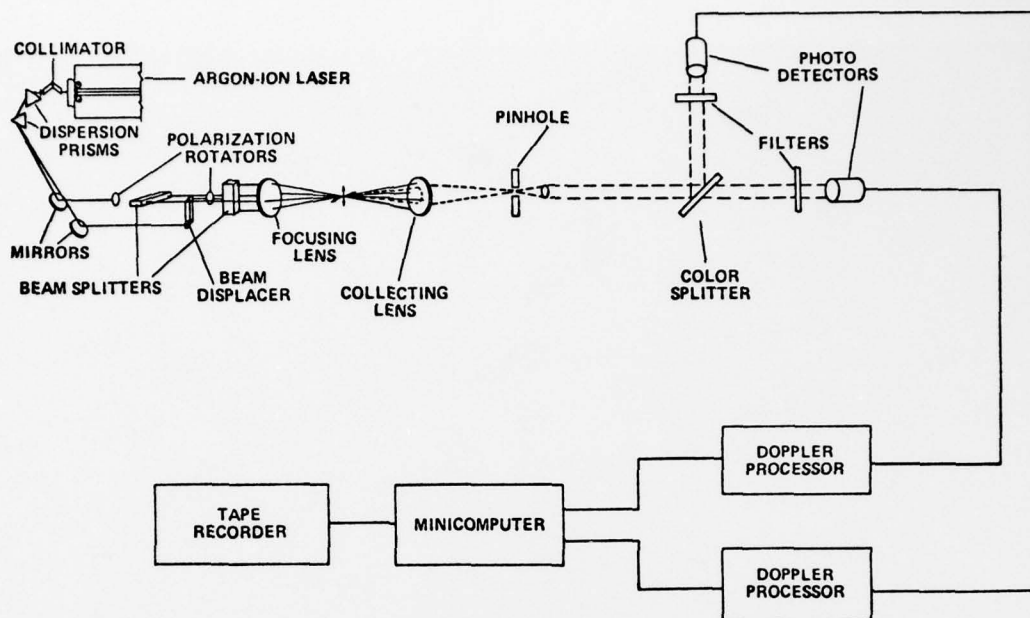 COLLIMATOR
ARGON-ION LASER
DISPERSION
PRISMS
POLARIZATION
ROTATORS
MIRRORS
BEAM SPLITTERS
BEAM
DISPLACER
FOCUSING
LENS
COLLECTING
LENS
PINHOLE
PHOTO
DETECTORS
FILTERS
COLOR
SPLITTER
DOPPLER
PROCESSOR
TAPE
RECORDER
MINICOMPUTER
DOPPLER
PROCESSOR